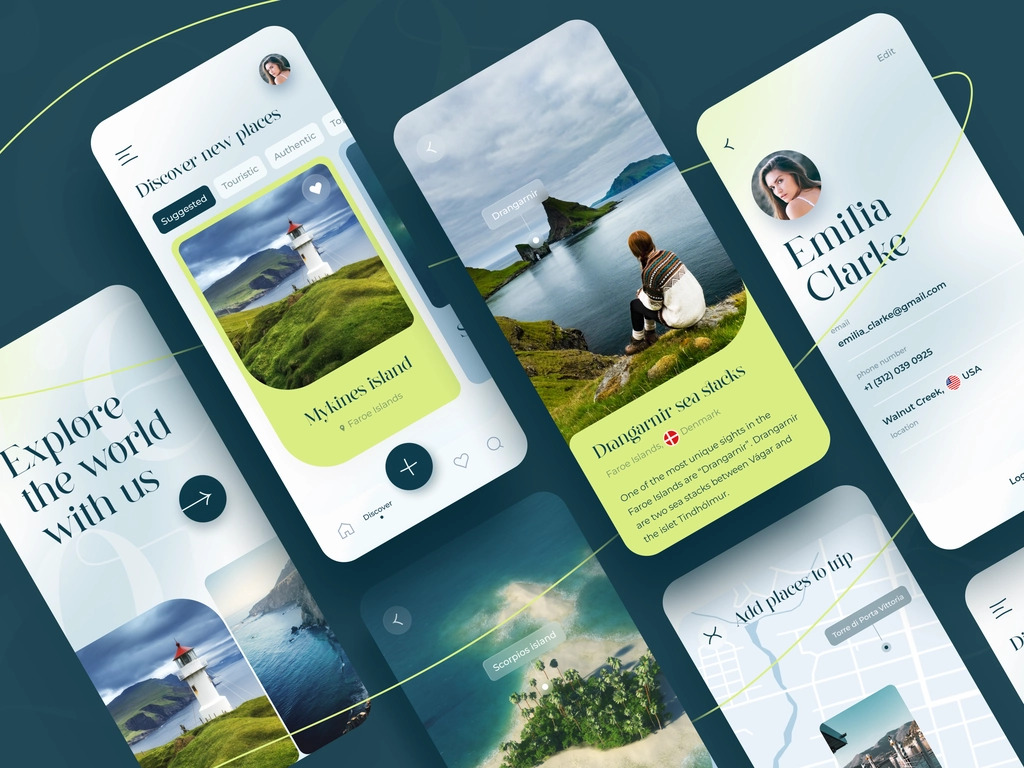 Explore
the world
with us
Discover new places
Suggested
Touristic
Authentic
Mykines island
Faroe Islands
Discover
Drangarnir
Drangarnir sea stacks
Faroe Islands, Denmark
One of the most unique sights in the
Faroe Islands are "Drangarnir". Drangarnir
are two sea stacks between Vágar and
the islet Tindhólmur.
Edit
Emilia
Clarke
email
emilia_clarke@gmail.com
phone number
+1 (312) 039 0925
Walnut Creek, USA
location
Scorpios Island
Add places to trip
Torre di Porta Vittoria